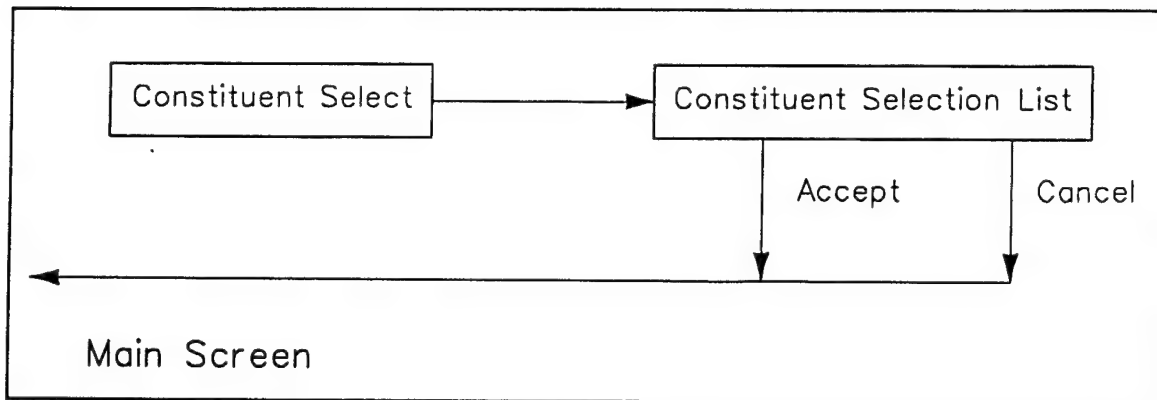 Constituent Select
Constituent Selection List
Accept
Cancel
Main Screen